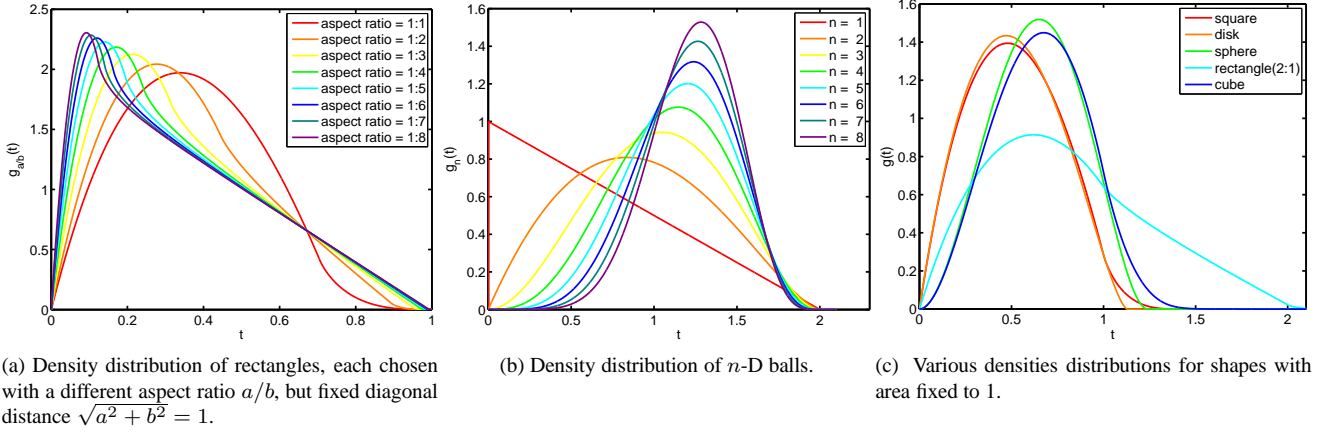 2.5
2
1.5
1
0.5
0
0 0.2 0.4 0.6 0.8 1
t
g_{a/b}(t)
aspect ratio = 1:1
aspect ratio = 1:2
aspect ratio = 1:3
aspect ratio = 1:4
aspect ratio = 1:5
aspect ratio = 1:6
aspect ratio = 1:7
aspect ratio = 1:8
(a) Density distribution of rectangles, each chosen
with a different aspect ratio a/b, but fixed diagonal
distance √(a² + b²) = 1.
1.6
1.4
1.2
1
0.8
0.6
0.4
0.2
0
0 0.5 1 1.5 2
t
g_n(t)
n = 1
n = 2
n = 3
n = 4
n = 5
n = 6
n = 7
n = 8
(b) Density distribution of n-D balls.
1.6
1.4
1.2
1
0.8
0.6
0.4
0.2
0
0 0.5 1 1.5 2
t
g(t)
square
disk
sphere
rectangle(2:1)
cube
(c) Various densities distributions for shapes with
area fixed to 1.